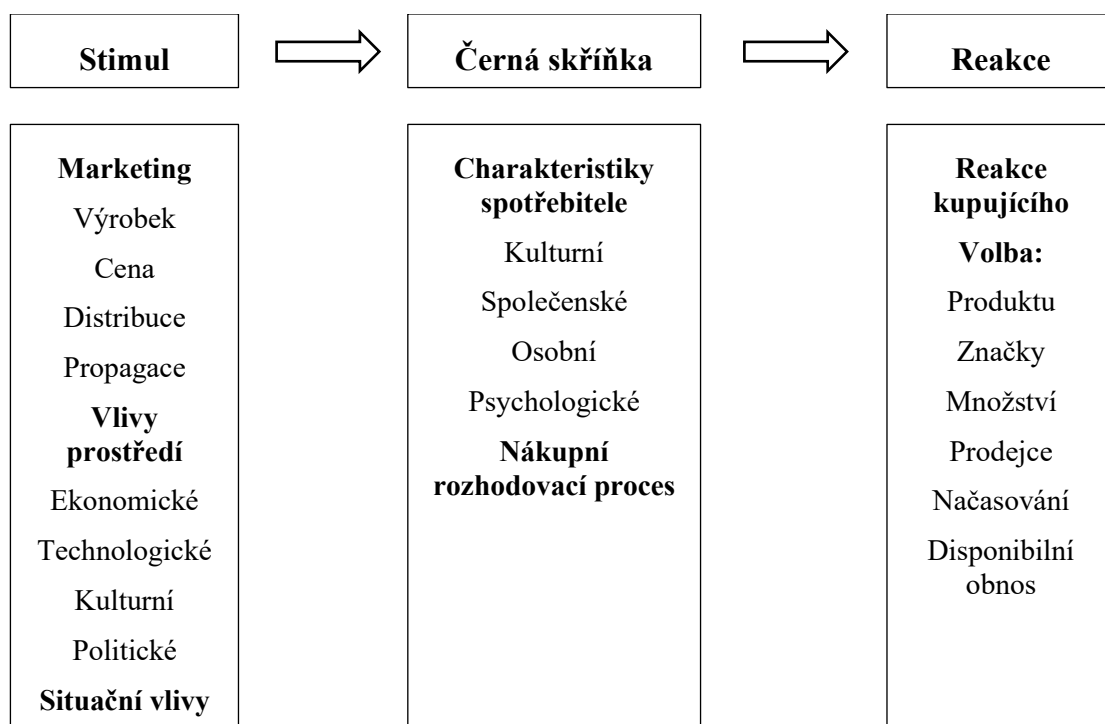 Stimul
Černá skříňka
Reakce
Marketing
Výrobek
Cena
Distribuce
Propagace
Vlivy
prostředí
Ekonomické
Technologické
Kulturní
Politické
Situační vlivy
Charakteristiky
spotřebitele
Kulturní
Společenské
Osobní
Psychologické
Nákupní
rozhodovací proces
Reakce
kupujícího
Volba:
Produktu
Značky
Množství
Prodejce
Načasování
Disponibilní
obnos